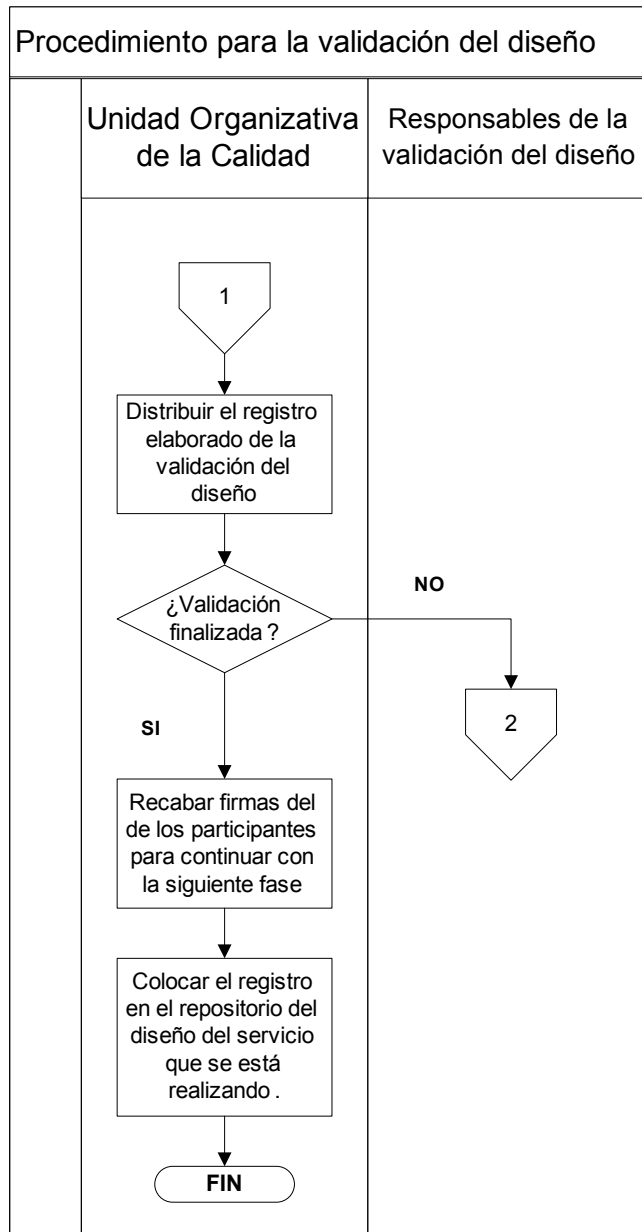 Procedimiento para la validación del diseño
Unidad Organizativa
de la Calidad
Responsables de la
validación del diseño
1
Distribuir el registro
elaborado de la
validación del
diseño
¿Validación
finalizada ?
NO
2
SI
Recabar firmas del
de los participantes
para continuar con
la siguiente fase
Colocar el registro
en el repositorio del
diseño del servicio
que se está
realizando .
FIN